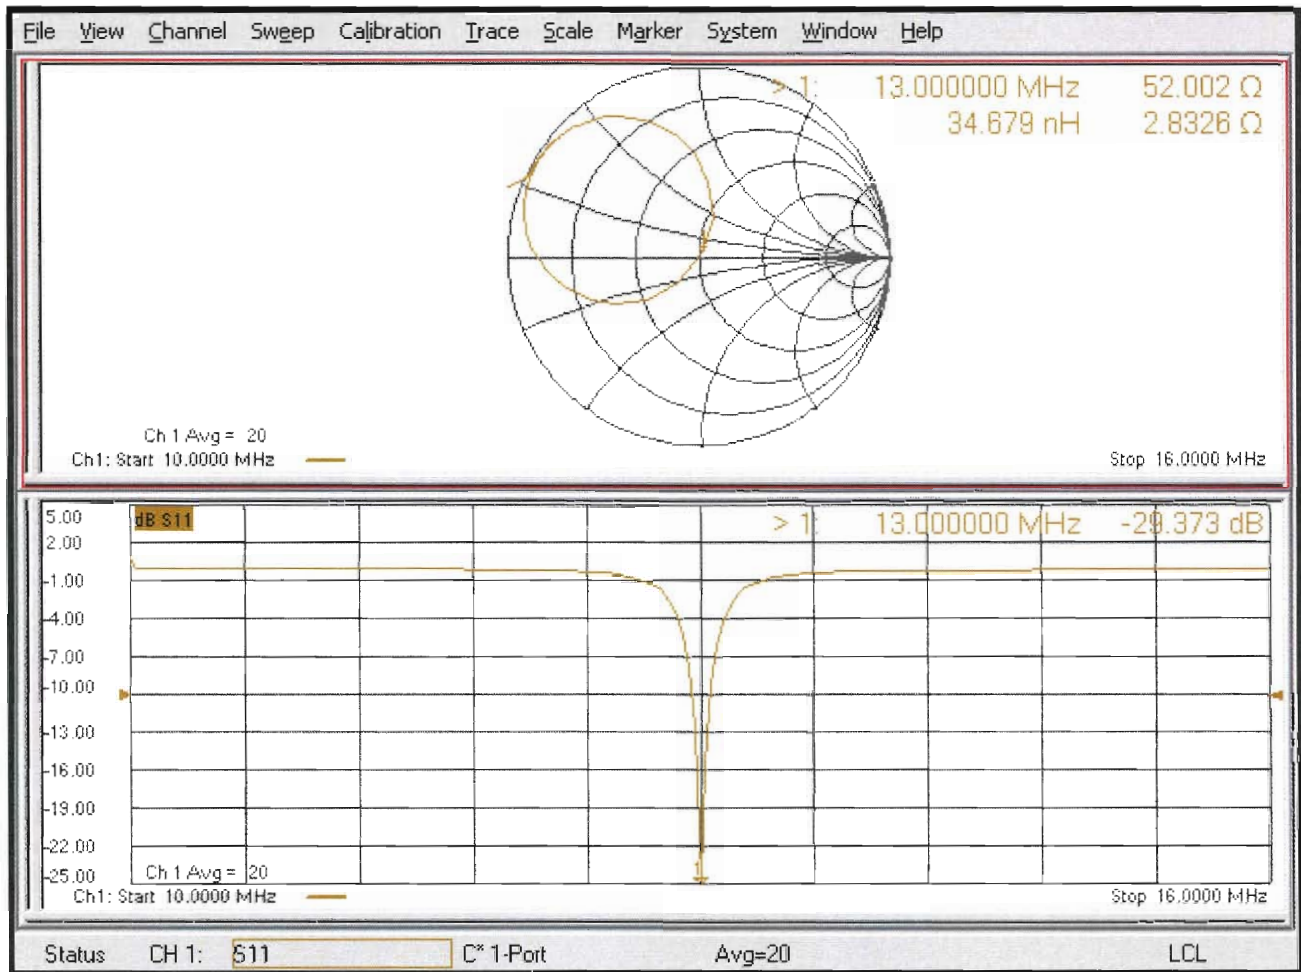 File View Channel Sweep Calibration Trace Scale Marker System Window Help
> 1: 13.000000 MHz 52.002 Ω
34.679 nH 2.8326 Ω
Ch 1 Avg = 20
Ch1: Start 10.0000 MHz Stop 16.0000 MHz
5.00 dB S11 > 1: 13.000000 MHz -29.373 dB
2.00
-1.00
-4.00
-7.00
-10.00
-13.00
-16.00
-19.00
-22.00
1
-25.00 Ch 1 Avg = 20
Ch1: Start 10.0000 MHz Stop 16.0000 MHz
Status CH 1: S11 C* 1-Port Avg=20 LCL